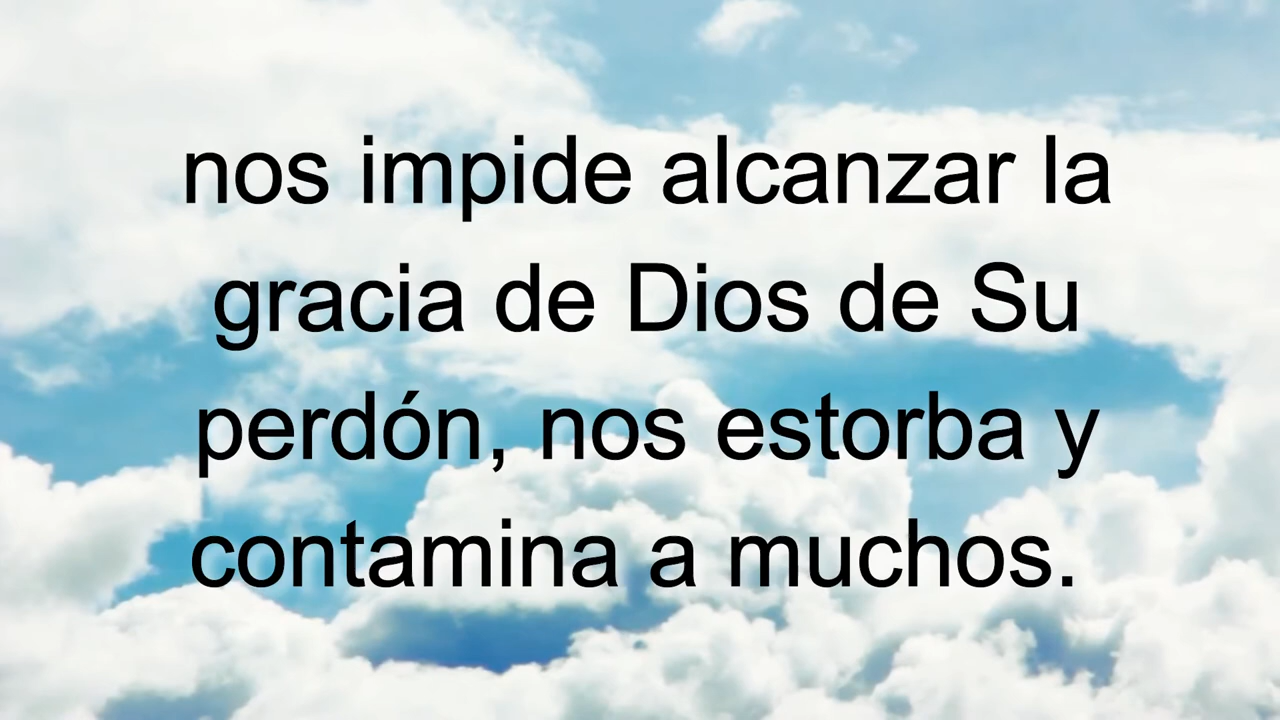 nos impide alcanzar la
gracia de Dios de Su
perdón, nos estorba y
contamina a muchos.